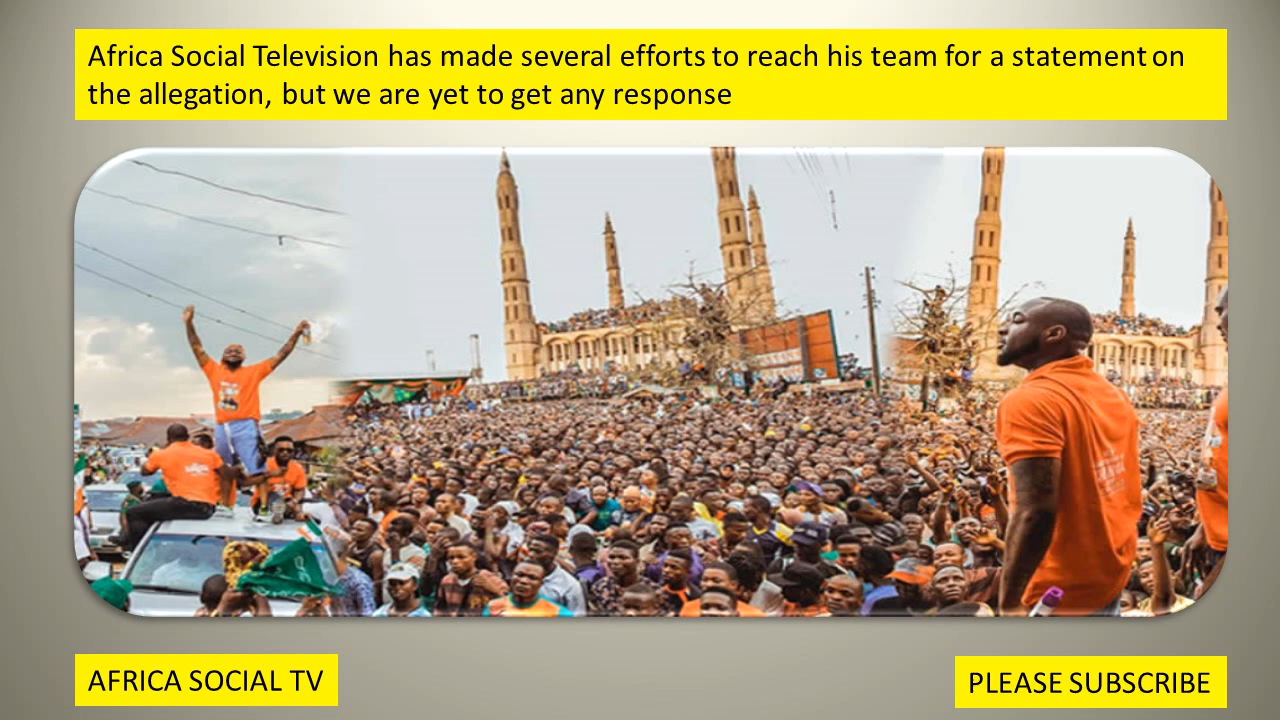 Africa Social Television has made several efforts to reach his team for a statement on
the allegation, but we are yet to get any response
AFRICA SOCIAL TV
PLEASE SUBSCRIBE